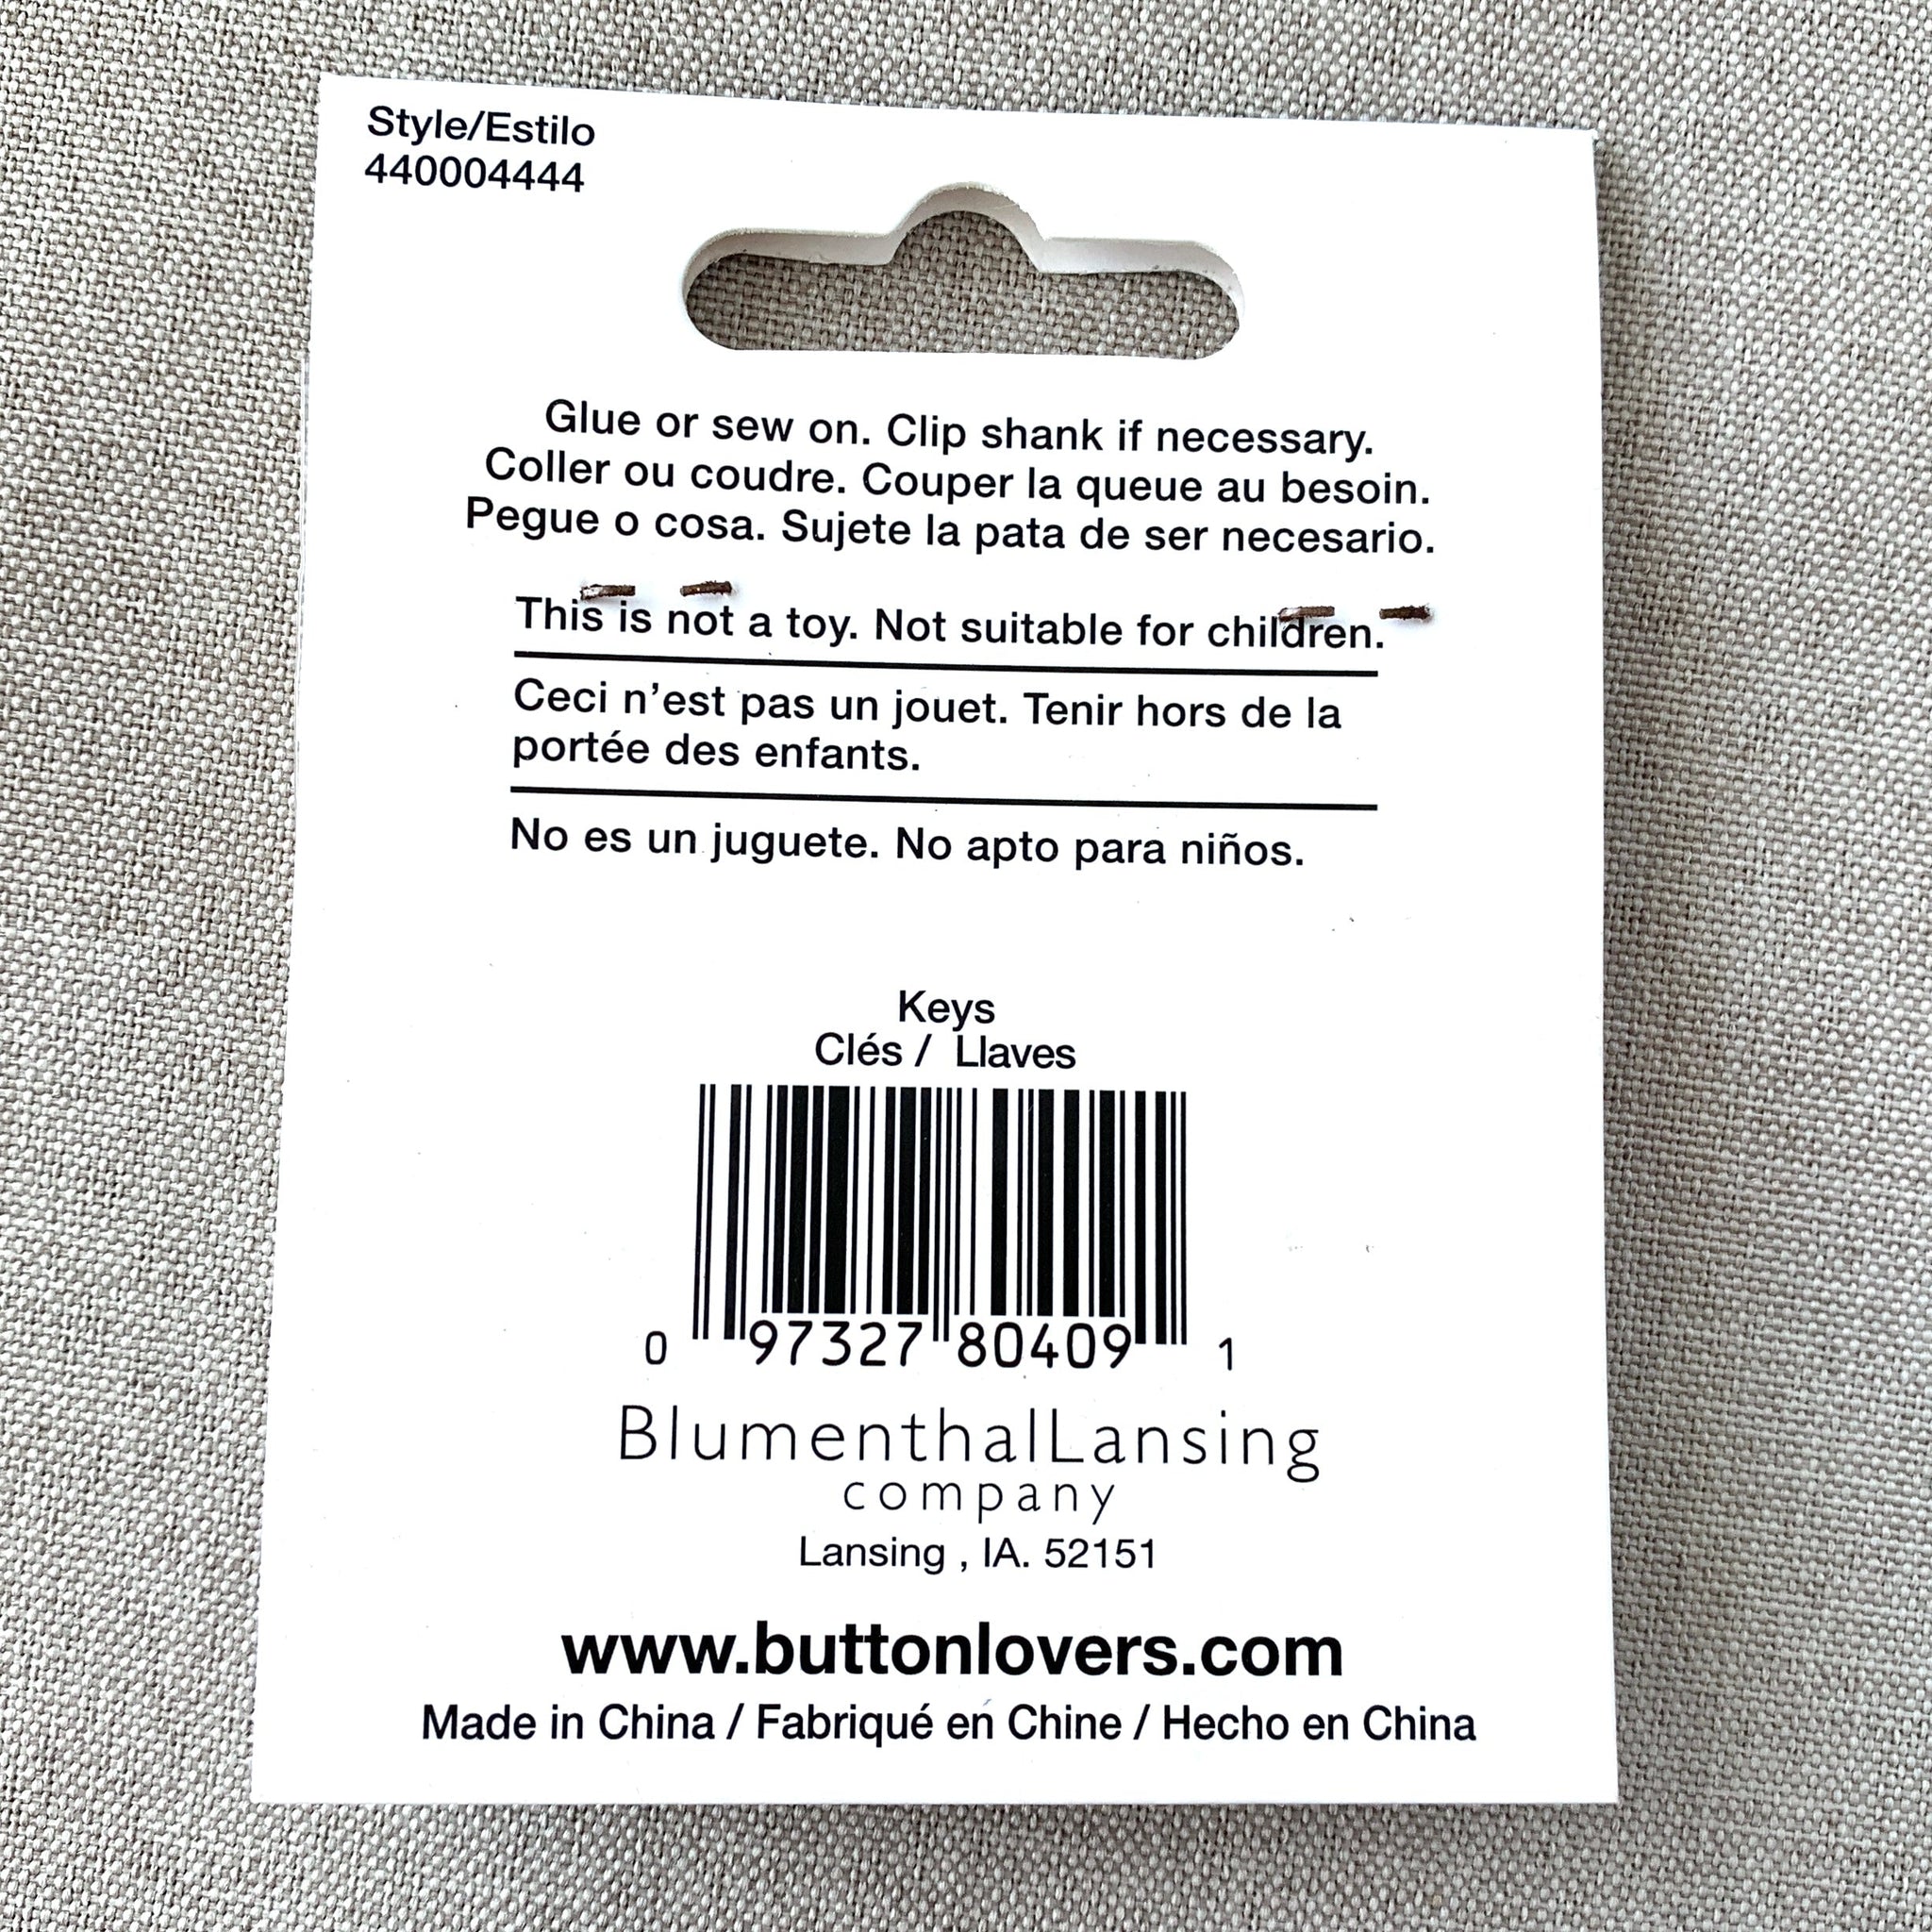 Style/Estilo
440004444
Glue or sew on. Clip shank if necessary.
Coller ou coudre. Couper la queue au besoin.
Pegue o cosa. Sujete la pata de ser necesario.
This is not a toy. Not suitable for children.
Ceci n’est pas un jouet. Tenir hors de la
portée des enfants.
No es un juguete. No apto para niños.
Keys
Clés /  Llaves
0 97327 80409 1
BlumenthalLansing
company
Lansing , IA. 52151
www.buttonlovers.com
Made in China / Fabriqué en Chine / Hecho en China